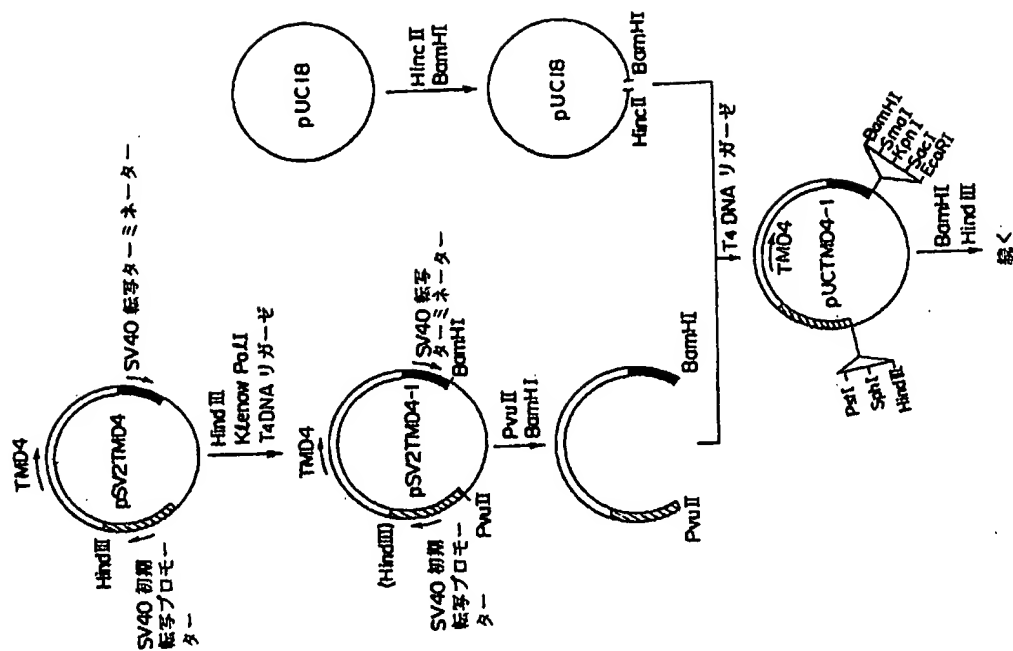 TMD4
HindⅢ
pSV2TMD4
SV40 転写ターミネーター
SV40 初期
転写プロモー
ター
HindⅢ
Klenow PolI
T4DNA リガーゼ
TMD4
(HindⅢ)
pSV2TMD4-1
SV40 転写
ターミネーター
BamHI
SV40 初期
転写プロモー
ター
PvuⅡ
PvuⅡ
BamHI
PvuⅡ
BamHI
pUC18
HincⅡ
BamHI
pUC18
HincⅡ
BamHI
T4 DNA リガーゼ
TMD4
pUCTMD4-1
PstI
SphI
HindⅢ
BamHI
SmaI
KpnI
SacI
EcoRI
BamHI
HindⅢ
続く